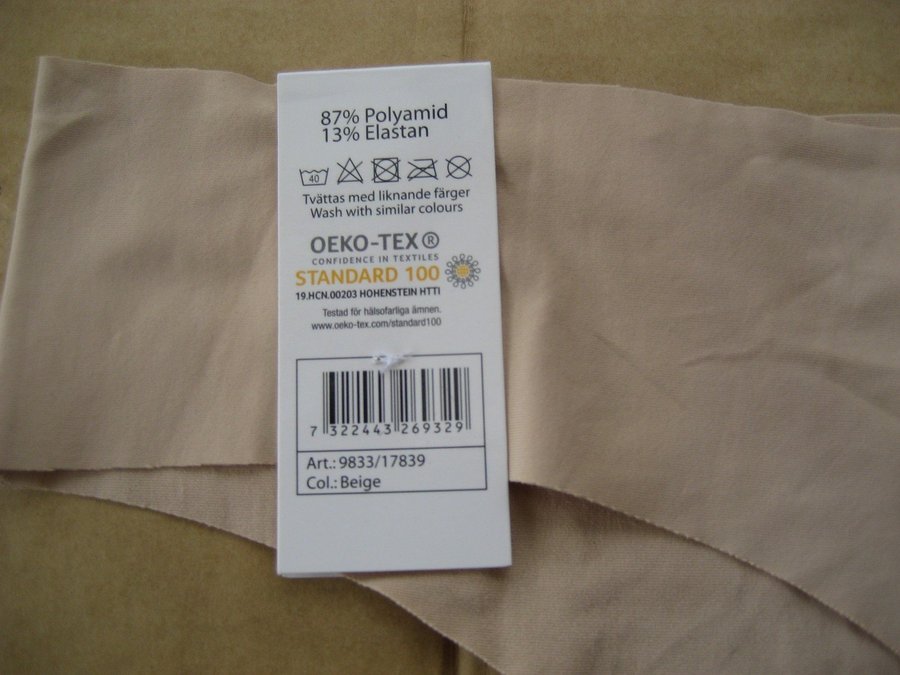 87% Polyamid
13% Elastan
40
Tvättas med liknande färger
Wash with similar colours
OEKO-TEX®
CONFIDENCE IN TEXTILES
STANDARD 100
19.HCN.00203 HOHENSTEIN HTTI
Testad för hälsofarliga ämnen.
www.oeko-tex.com/standard100
7 322443 269329
Art.: 9833/17839
Col.: Beige